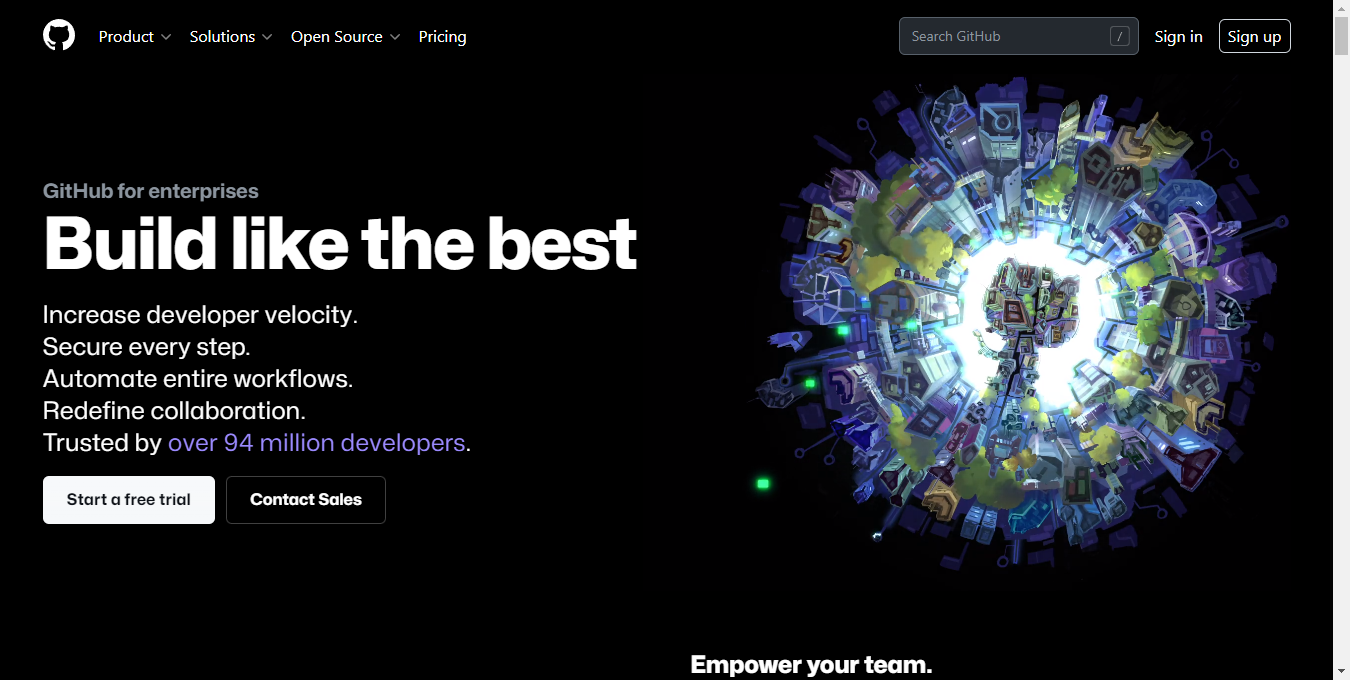 Product
Solutions
Open Source
Pricing
Search GitHub /
Sign in
Sign up
GitHub for enterprises
Build like the best
Increase developer velocity.
Secure every step.
Automate entire workflows.
Redefine collaboration.
Trusted by over 94 million developers.
Start a free trial
Contact Sales
Empower your team.